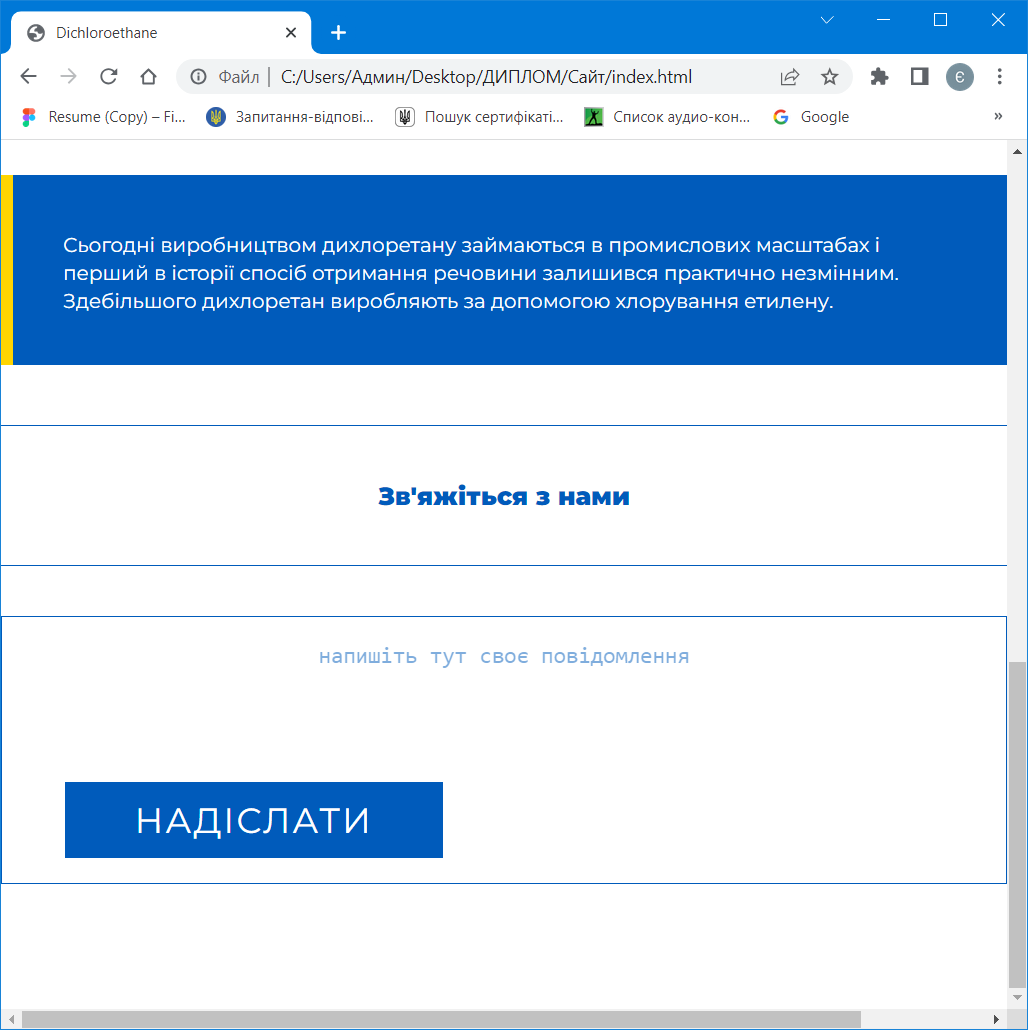 Dichloroethane
Файл | C:/Users/Админ/Desktop/ДИПЛОМ/Сайт/index.html
Є
Resume (Copy) – Fi...
Запитання-відпові...
Пошук сертифікаті...
Список аудио-кон...
Google
»
Сьогодні виробництвом дихлоретану займаються в промислових масштабах і
перший в історії спосіб отримання речовини залишився практично незмінним.
Здебільшого дихлоретан виробляють за допомогою хлорування етилену.
Зв'яжіться з нами
напишіть тут своє повідомлення
НАДІСЛАТИ